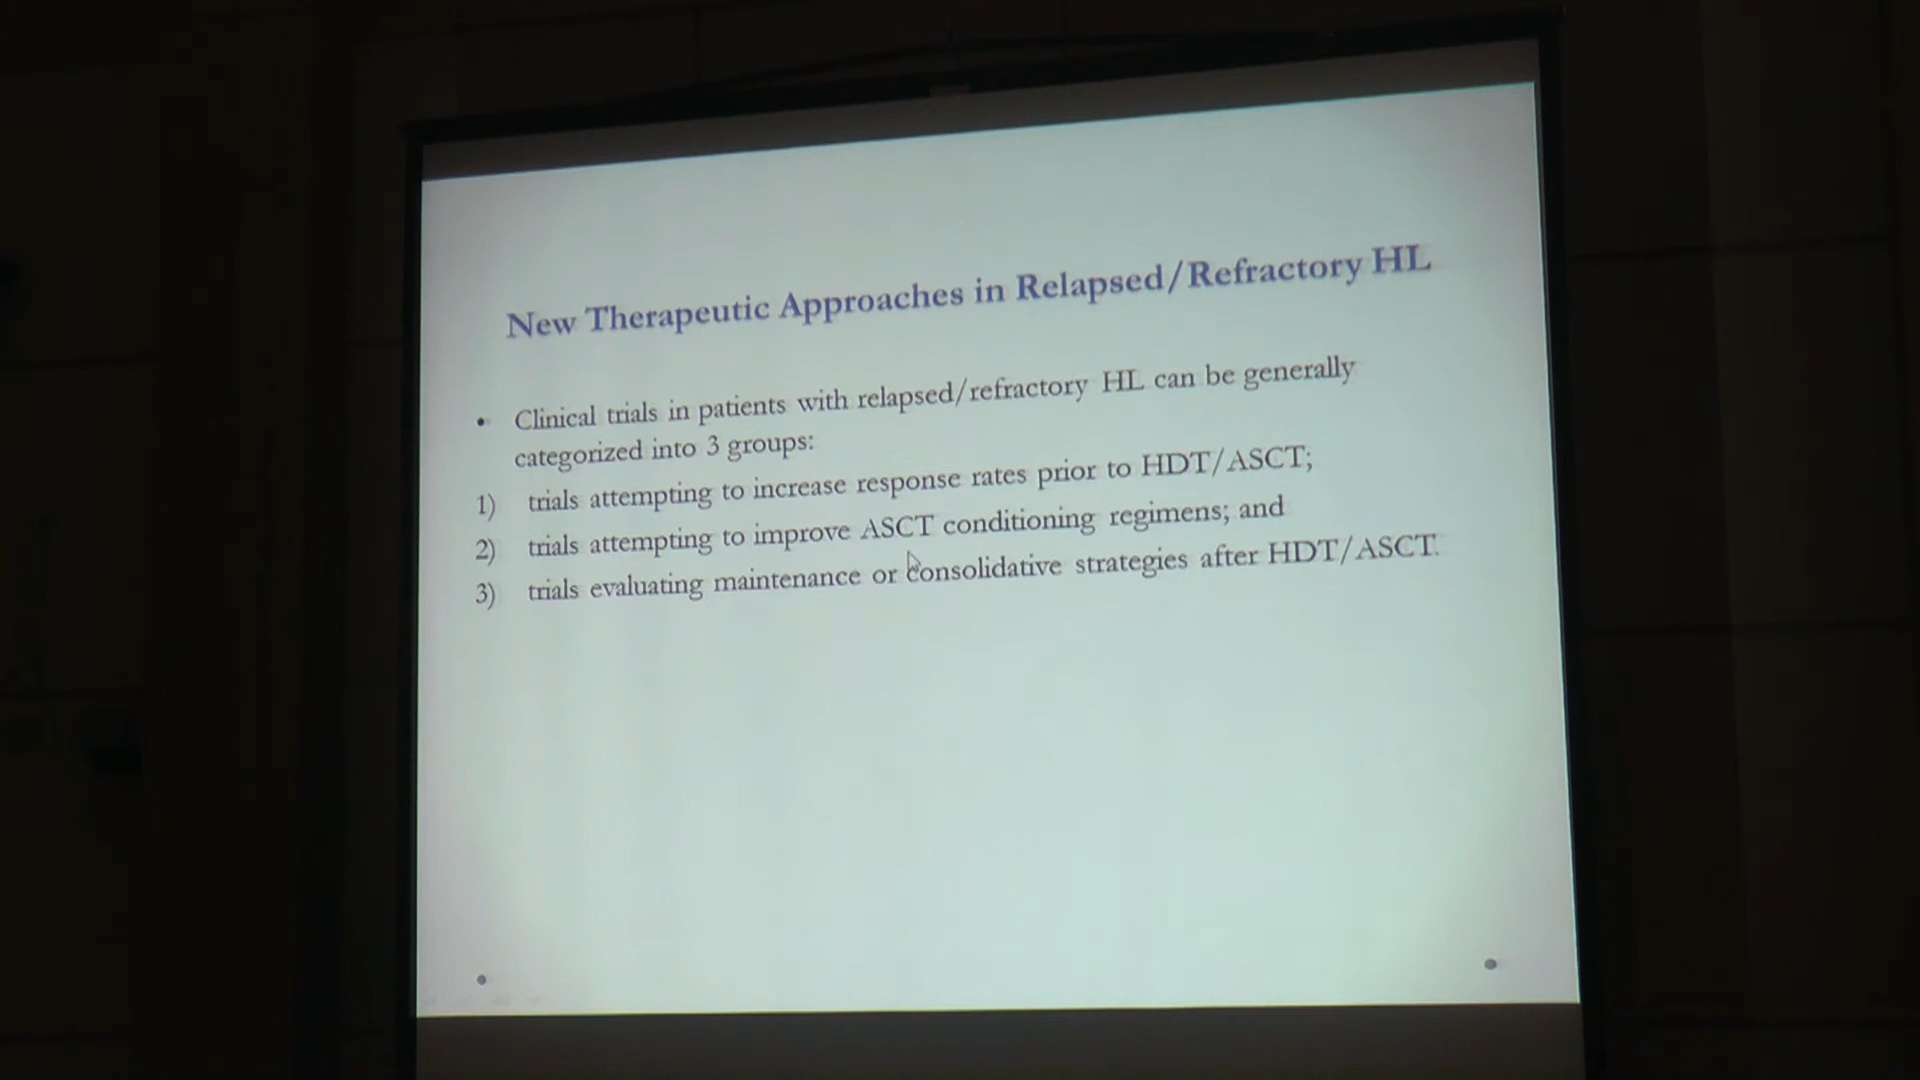 New Therapeutic Approaches in Relapsed/Refractory HL
• Clinical trials in patients with relapsed/refractory HL can be generally
categorized into 3 groups:
1) trials attempting to increase response rates prior to HDT/ASCT;
2) trials attempting to improve ASCT conditioning regimens; and
3) trials evaluating maintenance or consolidative strategies after HDT/ASCT.